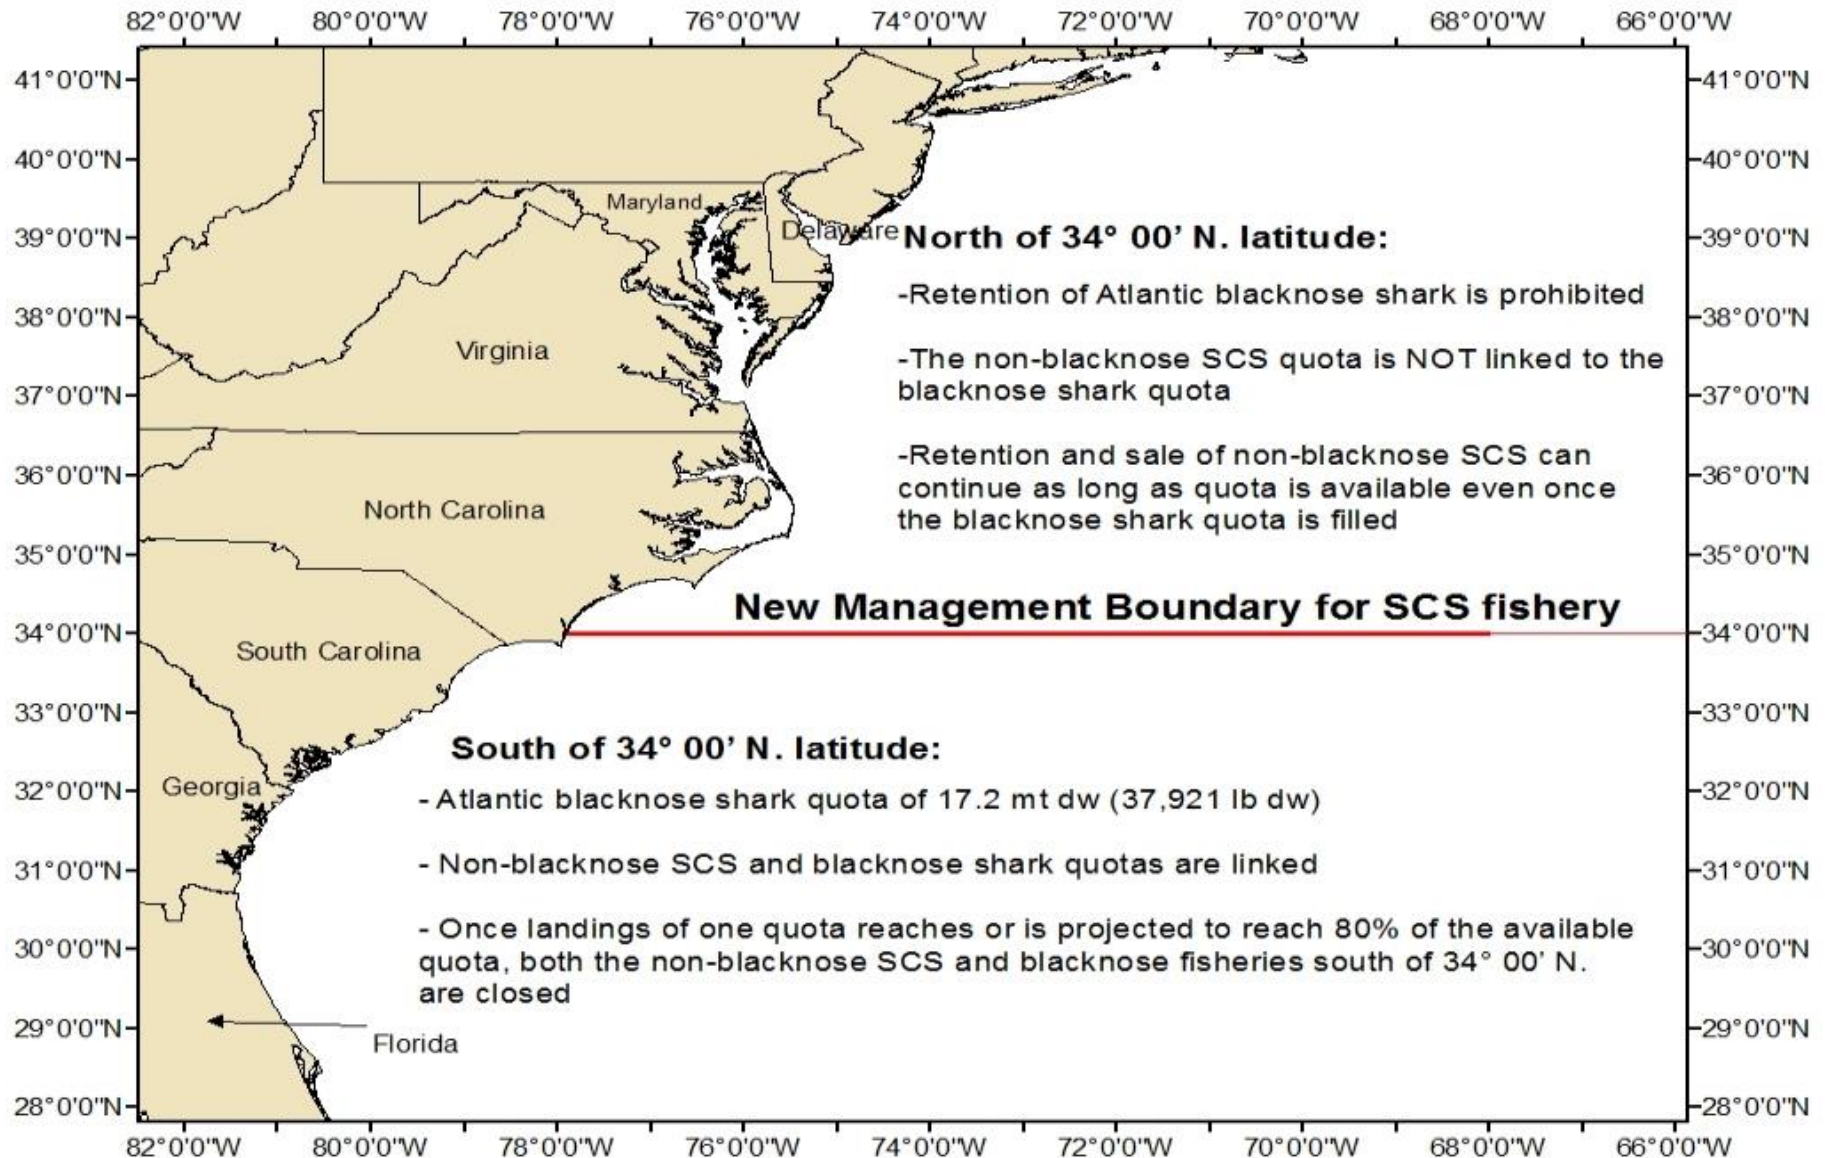 82°0'0"W 80°0'0"W 78°0'0"W 76°0'0"W 74°0'0"W 72°0'0"W 70°0'0"W 68°0'0"W 66°0'0"W
41°0'0"N 41°0'0"N
40°0'0"N 40°0'0"N
Maryland
39°0'0"N Delaware North of 34° 00’ N. latitude: 39°0'0"N
-Retention of Atlantic blacknose shark is prohibited
38°0'0"N 38°0'0"N
Virginia
-The non-blacknose SCS quota is NOT linked to the
blacknose shark quota
37°0'0"N 37°0'0"N
-Retention and sale of non-blacknose SCS can
36°0'0"N 36°0'0"N
continue as long as quota is available even once
North Carolina
the blacknose shark quota is filled
35°0'0"N 35°0'0"N
New Management Boundary for SCS fishery
34°0'0"N 34°0'0"N
South Carolina
33°0'0"N 33°0'0"N
South of 34° 00’ N. latitude:
Georgia
32°0'0"N 32°0'0"N
- Atlantic blacknose shark quota of 17.2 mt dw (37,921 lb dw)
31°0'0"N 31°0'0"N
- Non-blacknose SCS and blacknose shark quotas are linked
- Once landings of one quota reaches or is projected to reach 80% of the available
30°0'0"N 30°0'0"N
quota, both the non-blacknose SCS and blacknose fisheries south of 34° 00’ N.
are closed
29°0'0"N 29°0'0"N
Florida
28°0'0"N 28°0'0"N
82°0'0"W 80°0'0"W 78°0'0"W 76°0'0"W 74°0'0"W 72°0'0"W 70°0'0"W 68°0'0"W 66°0'0"W